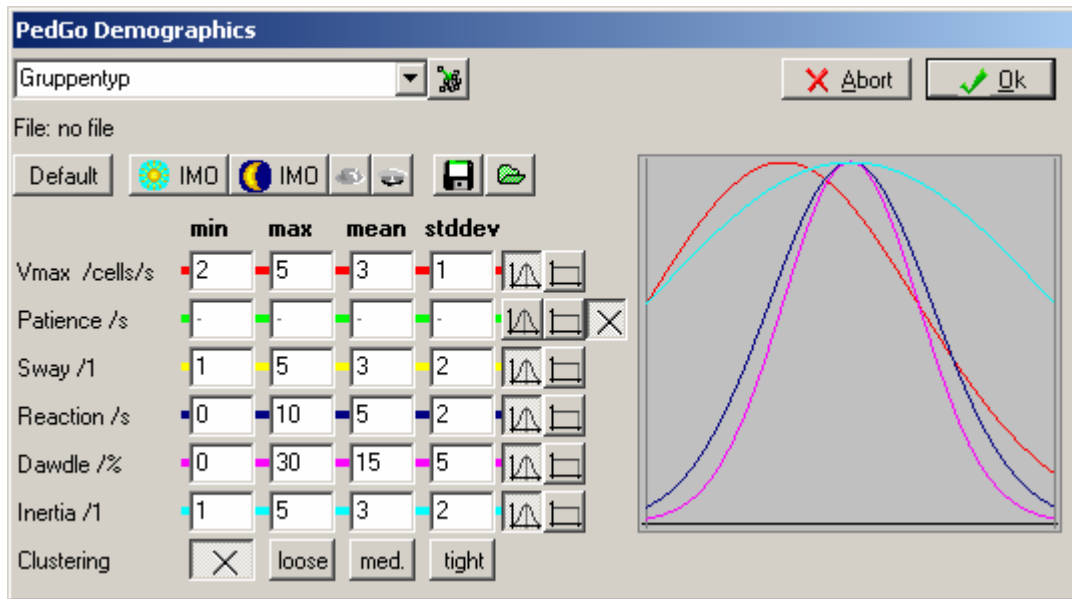 PedGo Demographics
Gruppentyp Abort Ok
File: no file
Default IMO IMO
min max mean stddev
Vmax /cells/s 2 5 3 1
Patience /s - - - -
Sway /1 1 5 3 2
Reaction /s 0 10 5 2
Dawdle /% 0 30 15 5
Inertia /1 1 5 3 2
Clustering loose med. tight